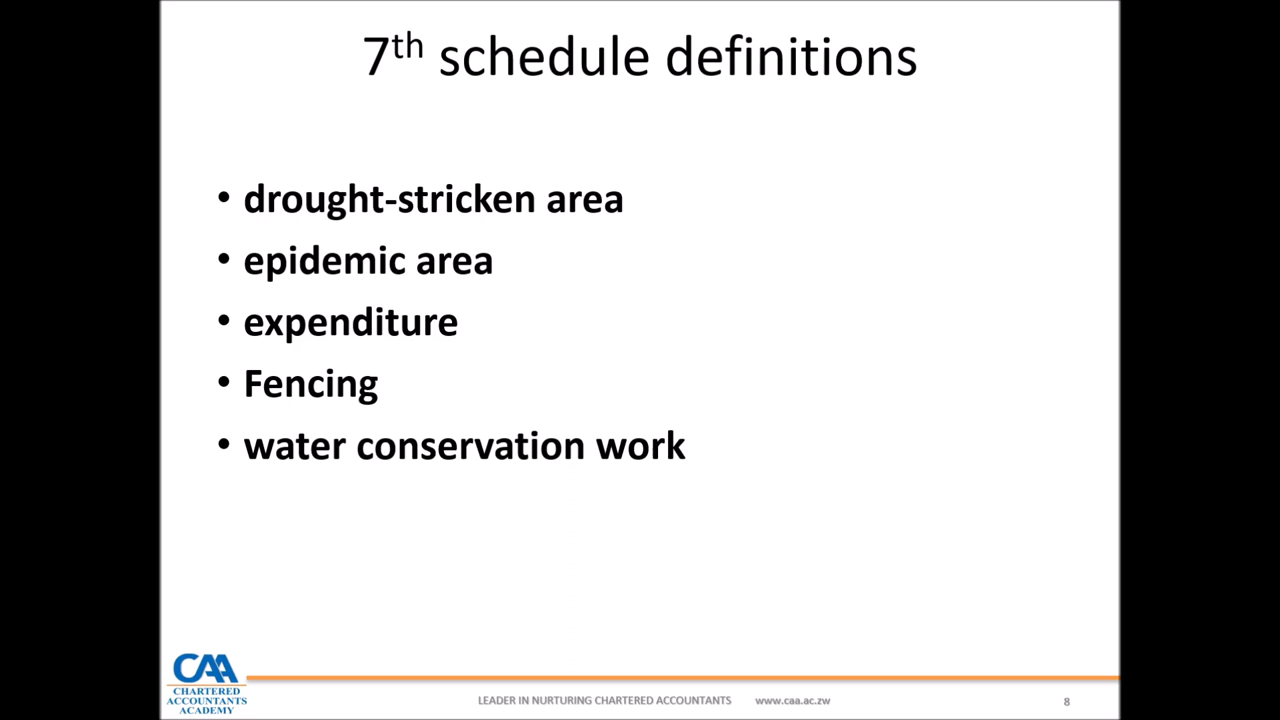 7th schedule definitions
• drought-stricken area
• epidemic area
• expenditure
• Fencing
• water conservation work
CAA
CHARTERED
ACCOUNTANTS
ACADEMY
LEADER IN NURTURING CHARTERED ACCOUNTANTS www.caa.ac.zw 8